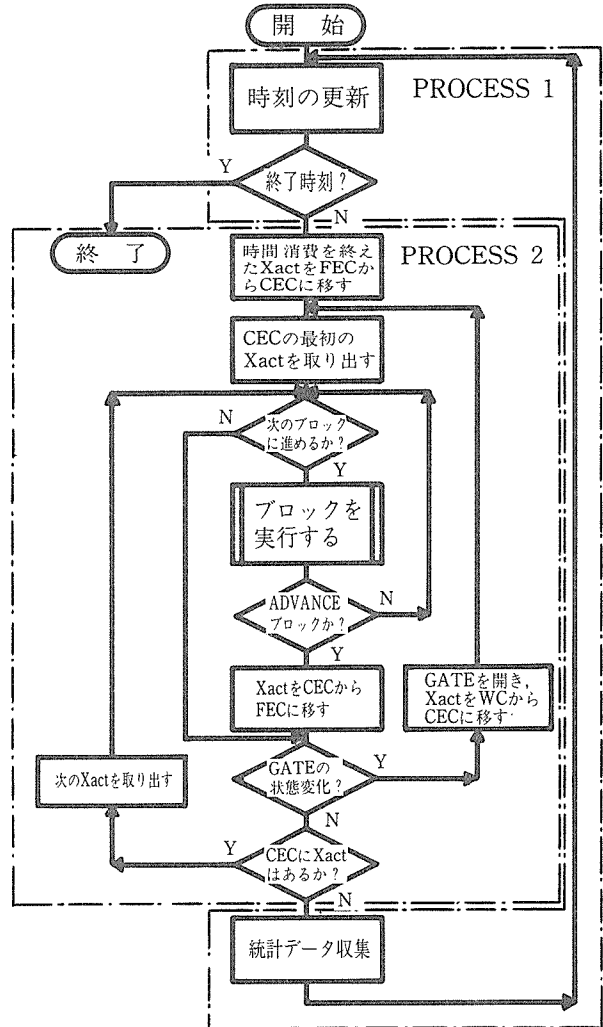 開 始
時刻の更新
PROCESS 1
Y
終了時刻?
N
終 了
時間消費を終え
たXactをFECか
らCECに移す
PROCESS 2
CECの最初の
Xactを取り出す
N
次のブロック
に進めるか?
Y
ブロックを
実行する
ADVANCE
ブロックか?
N
Y
XactをCECから
FECに移す
GATEを開き,
XactをWCから
CECに移す
GATEの
状態変化?
Y
次のXactを取り出す
N
Y
CECにXact
はあるか?
N
統計データ収集